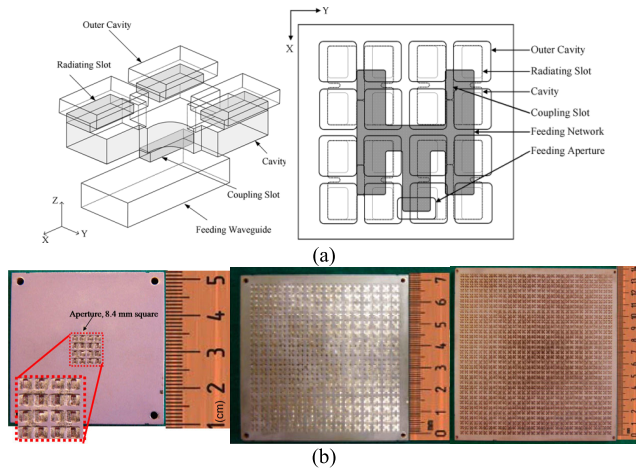 Outer Cavity
Radiating Slot
Cavity
Coupling Slot
Feeding Waveguide
Z
X
Y
Y
X
Outer Cavity
Radiating Slot
Cavity
Coupling Slot
Feeding Network
Feeding Aperture
(a)
Aperture, 8.4 mm square
5
4
3
2
1 (cm)
7
6
5
4
3
2
1
0 mm
(b)